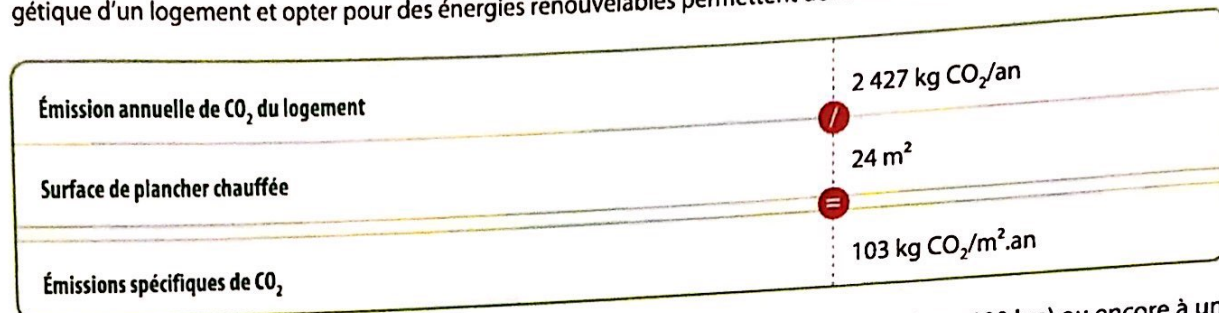 gétique d'un logement et opter pour des énergies renouvelables
Émission annuelle de CO₂ du logement
2 427 kg CO₂/an
/
Surface de plancher chauffée
24 m²
=
Émissions spécifiques de CO₂
103 kg CO₂/m².an
ou encore à un